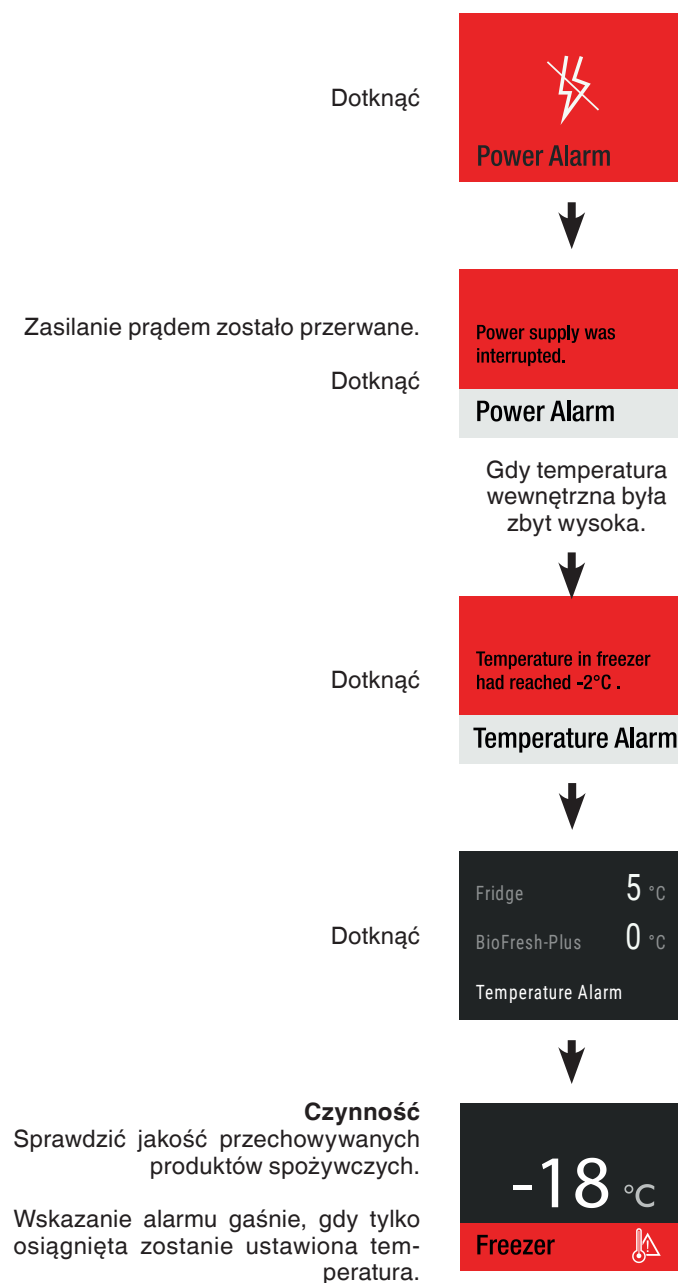 Dotknąć
Power Alarm
Zasilanie prądem zostało przerwane.
Dotknąć
Power supply was
interrupted.
Power Alarm
Gdy temperatura
wewnętrzna była
zbyt wysoka.
Dotknąć
Temperature in freezer
had reached -2°C .
Temperature Alarm
Dotknąć
Fridge 5 °C
BioFresh-Plus 0 °C
Temperature Alarm
Czynność
Sprawdzić jakość przechowywanych
produktów spożywczych.
Wskazanie alarmu gaśnie, gdy tylko
osiągnięta zostanie ustawiona tem-
peratura.
-18 °C
Freezer